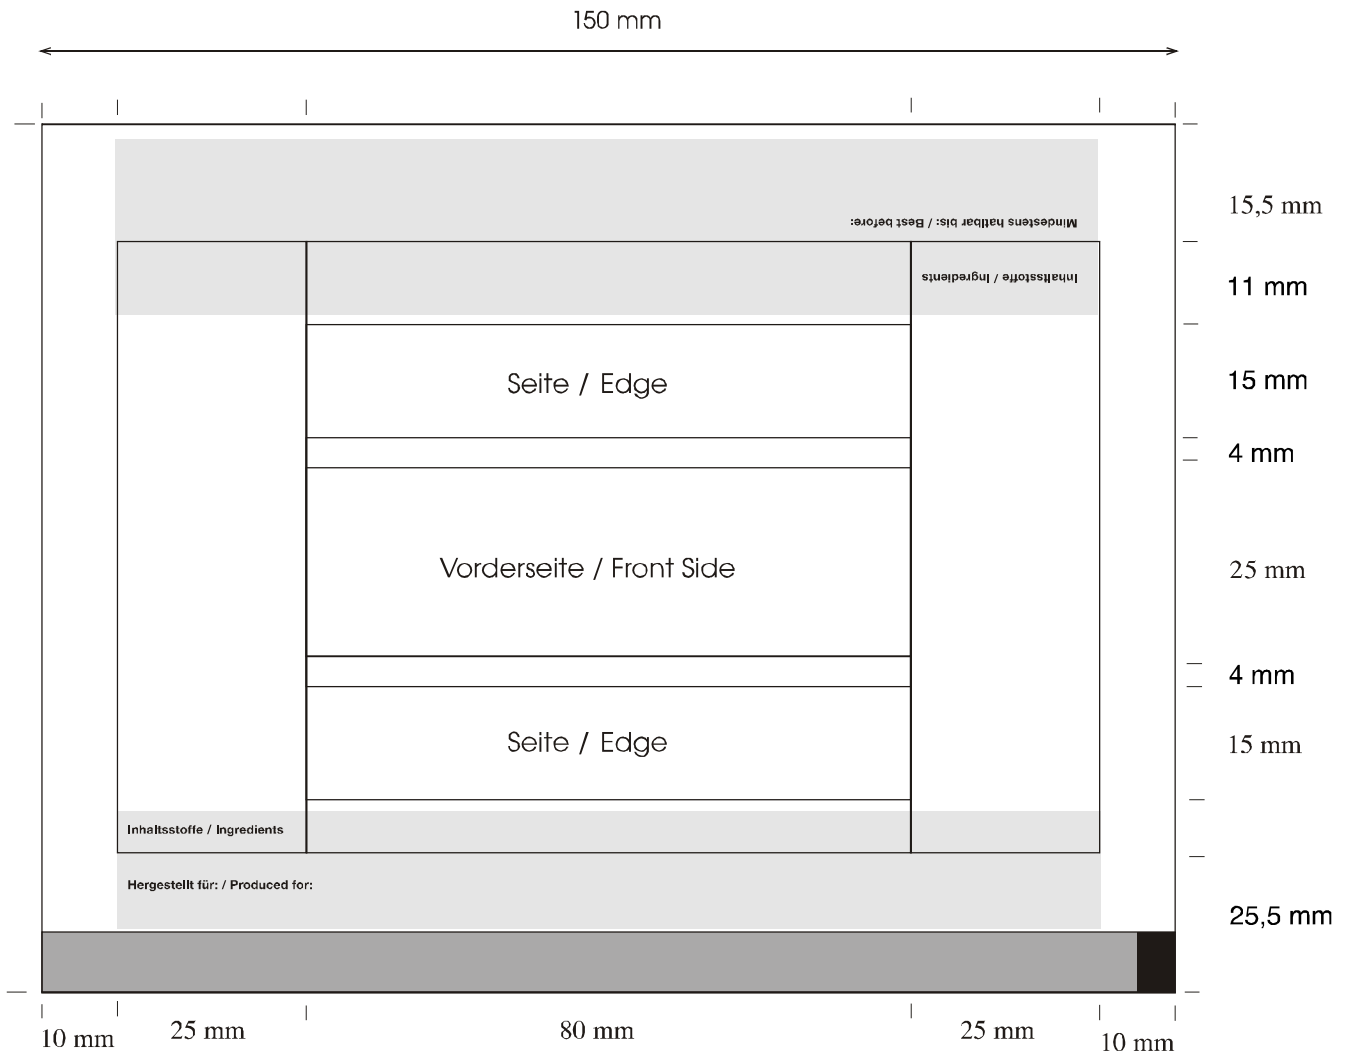 150 mm
15,5 mm
Mindestens haltbar bis: / Best before:
Inhaltsstoffe / Ingredients
11 mm
Seite / Edge
15 mm
4 mm
Vorderseite / Front Side
25 mm
4 mm
Seite / Edge
15 mm
Inhaltsstoffe / Ingredients
Hergestellt für: / Produced for:
25,5 mm
10 mm
25 mm
80 mm
25 mm
10 mm